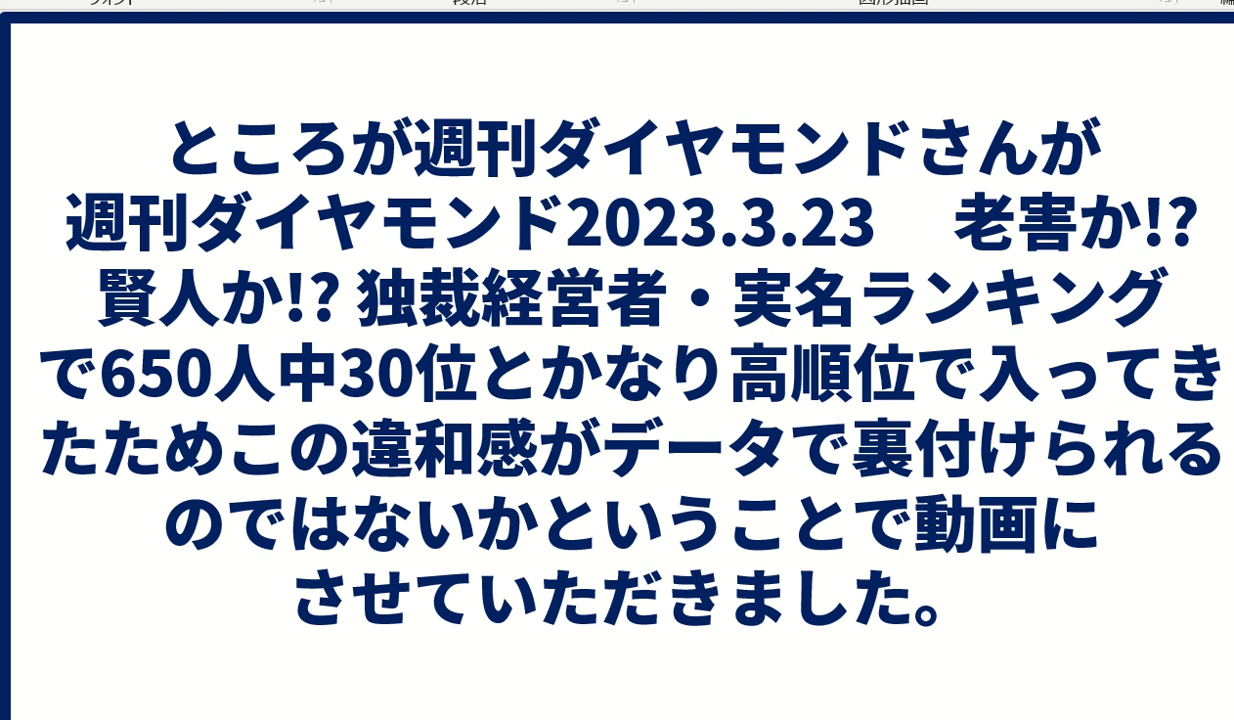 ところが週刊ダイヤモンドさんが
週刊ダイヤモンド2023.3.23　老害か!?
賢人か!? 独裁経営者・実名ランキング
で650人中30位とかなり高順位で入ってき
たためこの違和感がデータで裏付けられる
のではないかということで動画に
させていただきました。